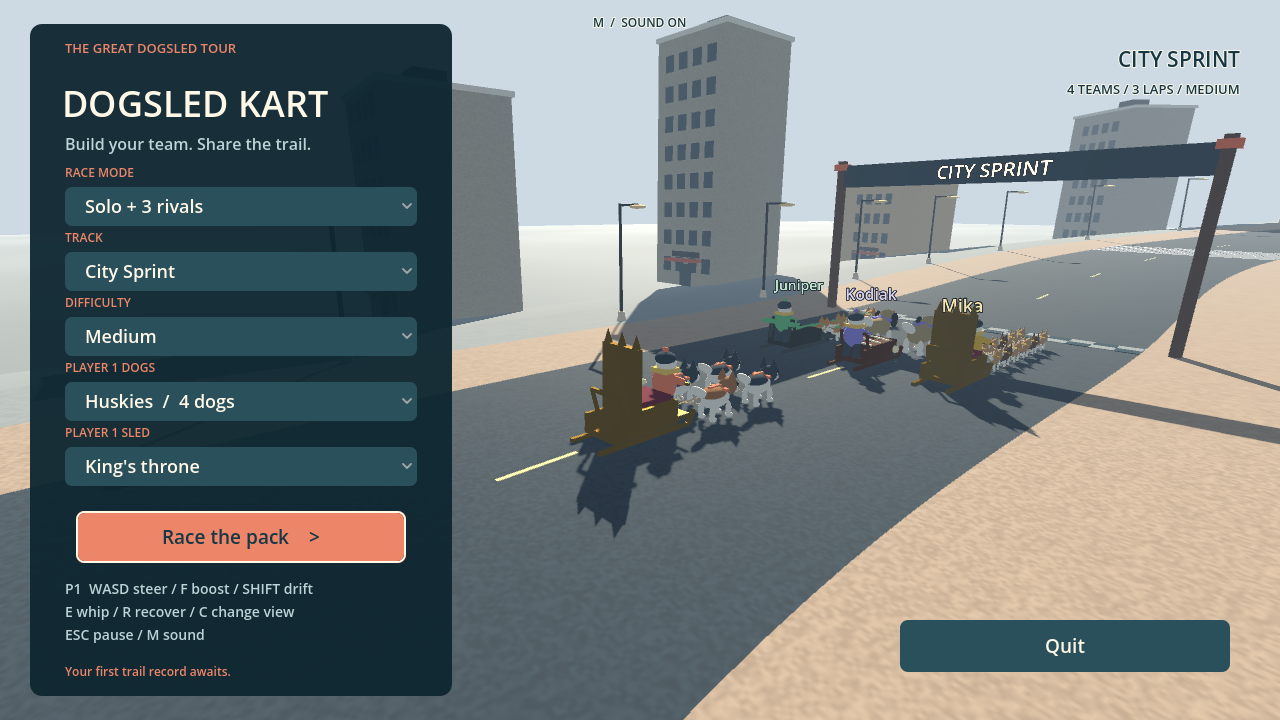 M / SOUND ON
THE GREAT DOGSLED TOUR
DOGSLED KART
Build your team. Share the trail.
RACE MODE
Solo + 3 rivals
TRACK
City Sprint
DIFFICULTY
Medium
PLAYER 1 DOGS
Huskies / 4 dogs
PLAYER 1 SLED
King's throne
Race the pack >
P1 WASD steer / F boost / SHIFT drift
E whip / R recover / C change view
ESC pause / M sound
Your first trail record awaits.
CITY SPRINT
4 TEAMS / 3 LAPS / MEDIUM
CITY SPRINT
Juniper
Kodiak
Mika
Quit